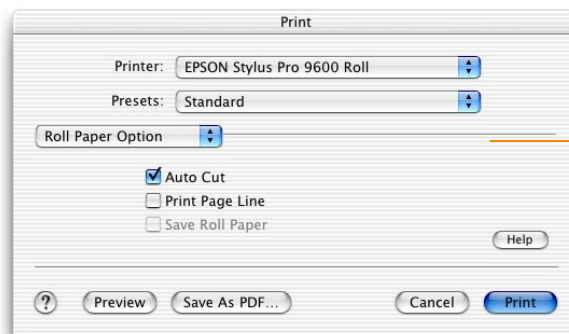 Print
Printer: EPSON Stylus Pro 9600 Roll
Presets: Standard
Roll Paper Option
Auto Cut
Print Page Line
Save Roll Paper
Help
? Preview Save As PDF... Cancel Print